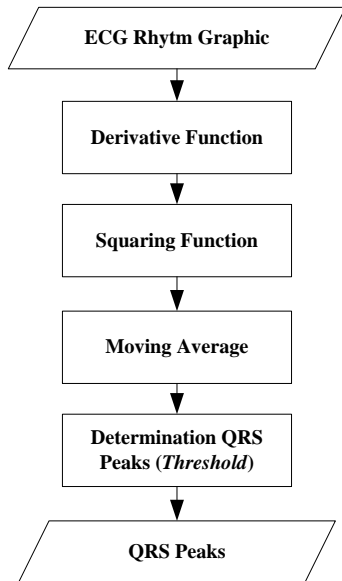 ECG Rhytm Graphic
Derivative Function
Squaring Function
Moving Average
Determination QRS
Peaks (Threshold)
QRS Peaks